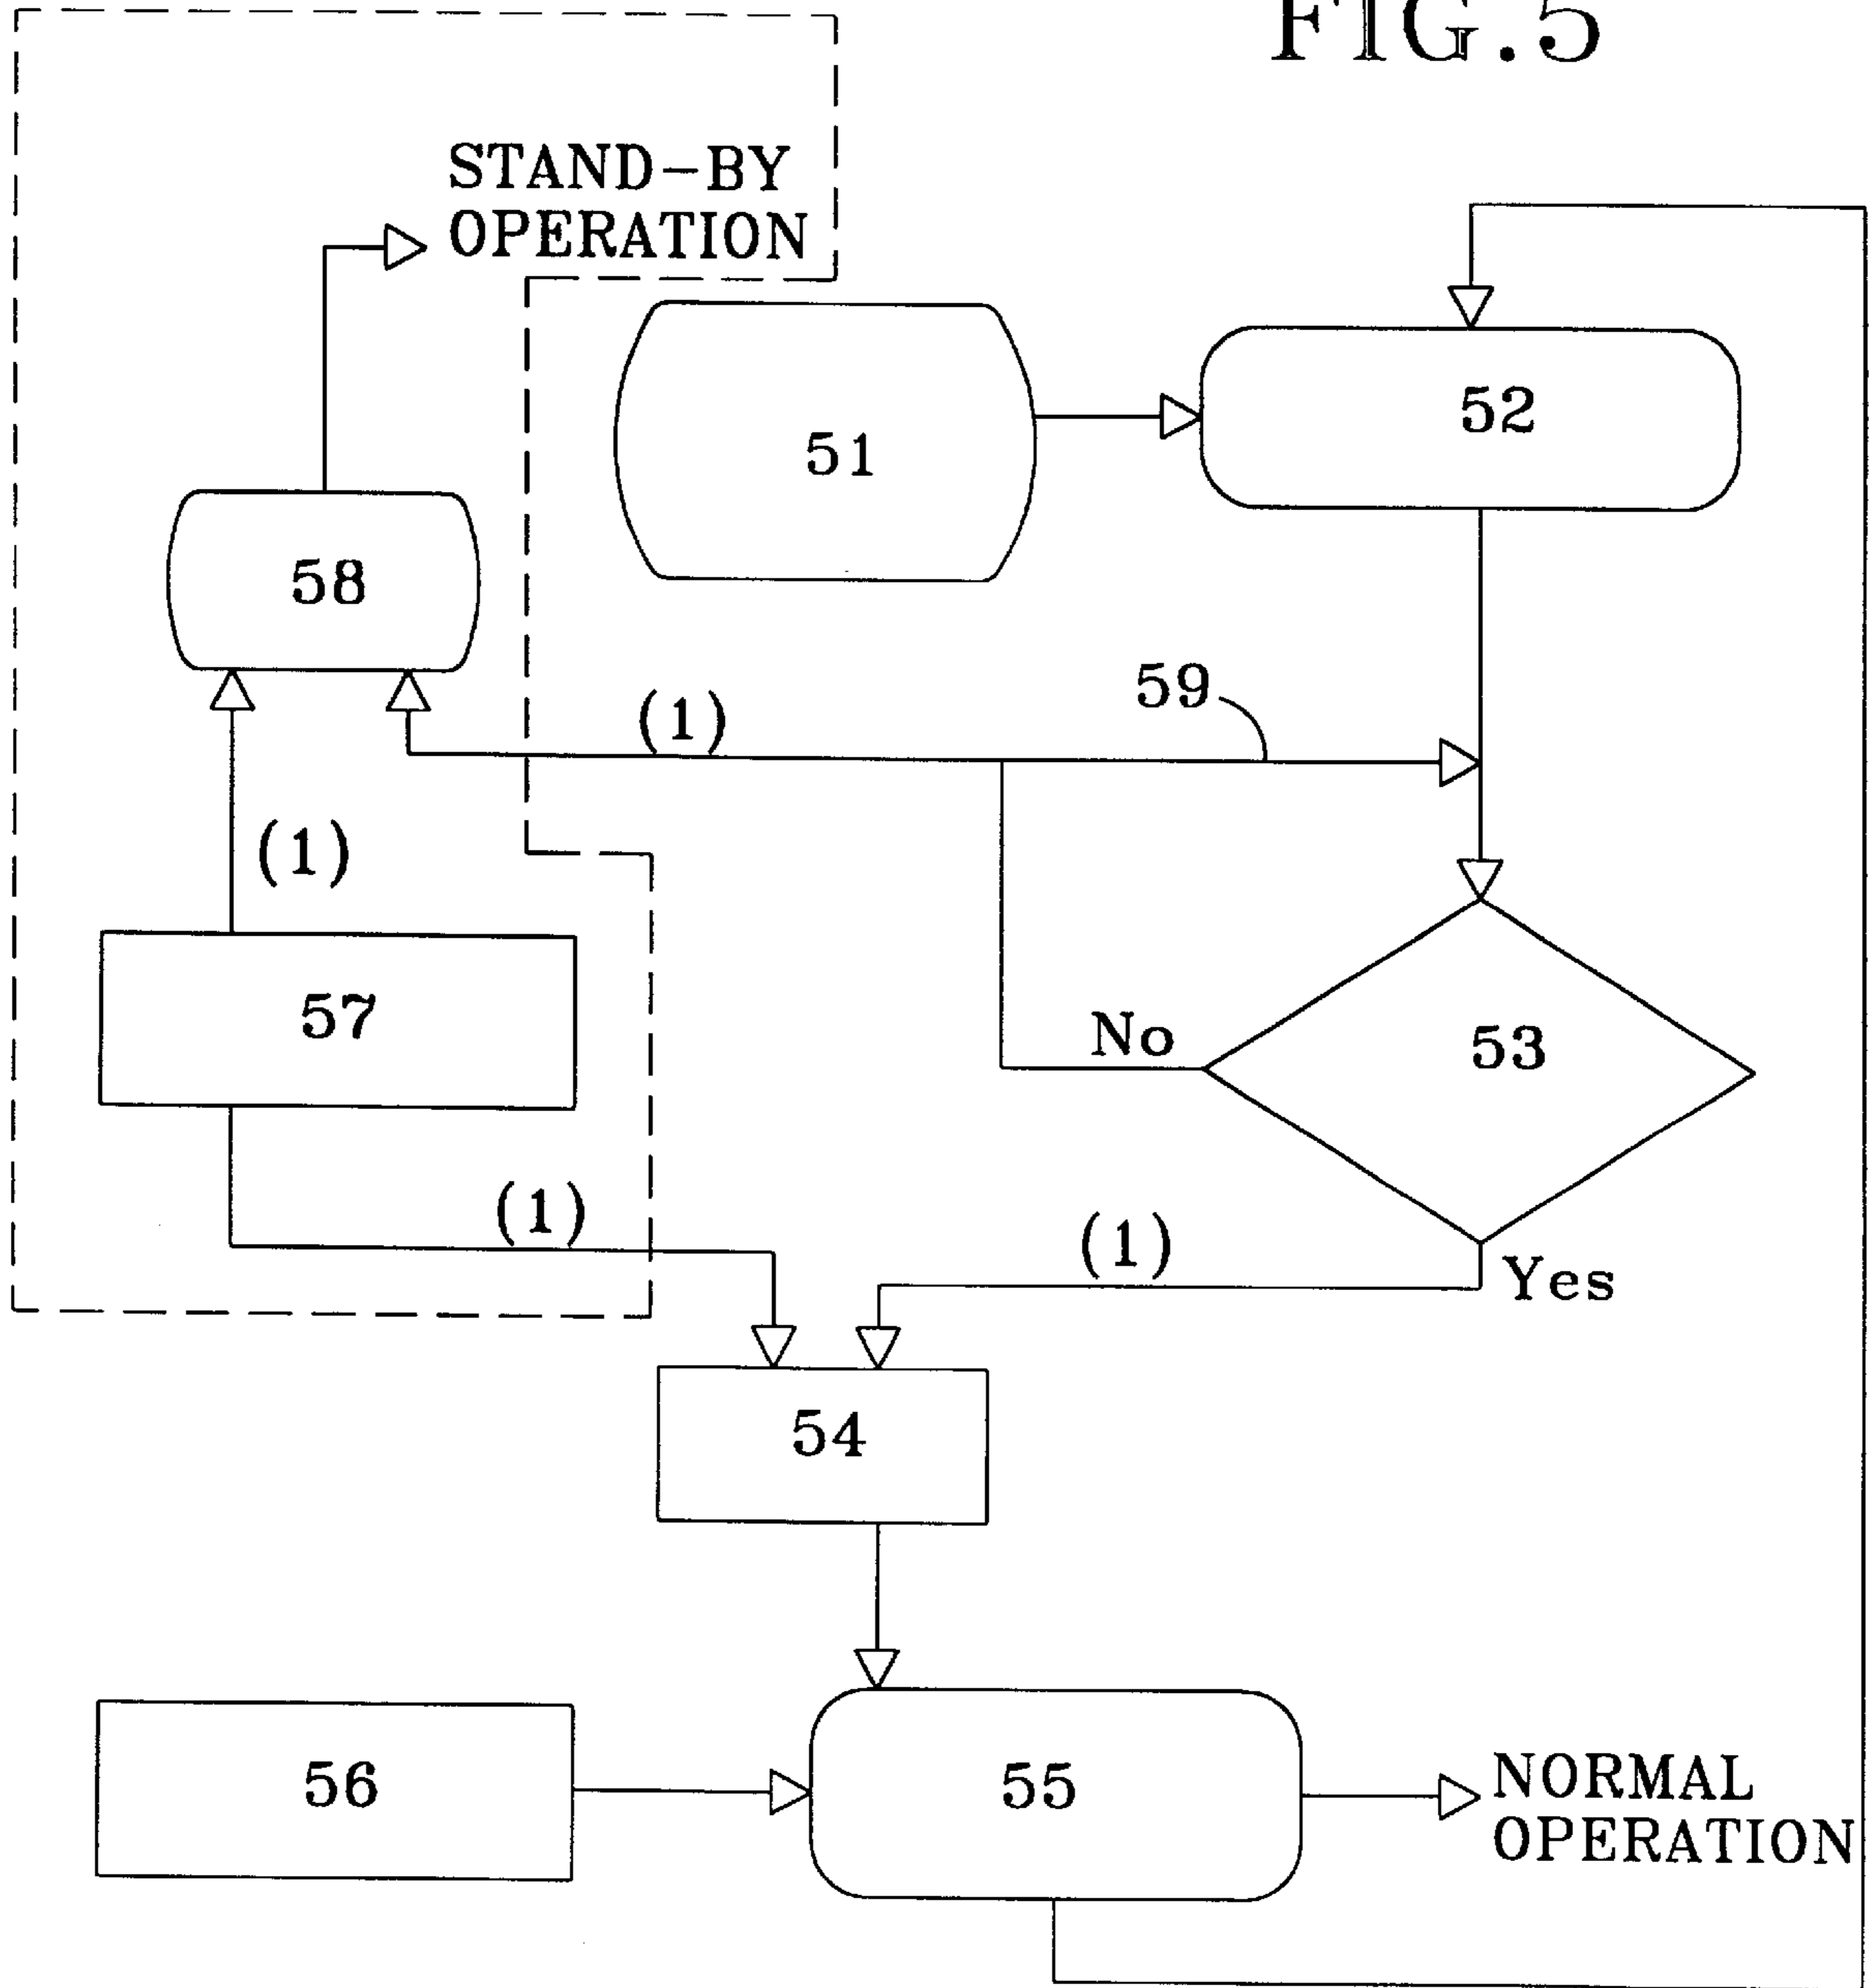 FIG.5
STAND-BY
OPERATION
52
51
58
59
(1)
(1)
57
No
53
(1)
(1)
Yes
54
56
55
NORMAL
OPERATION